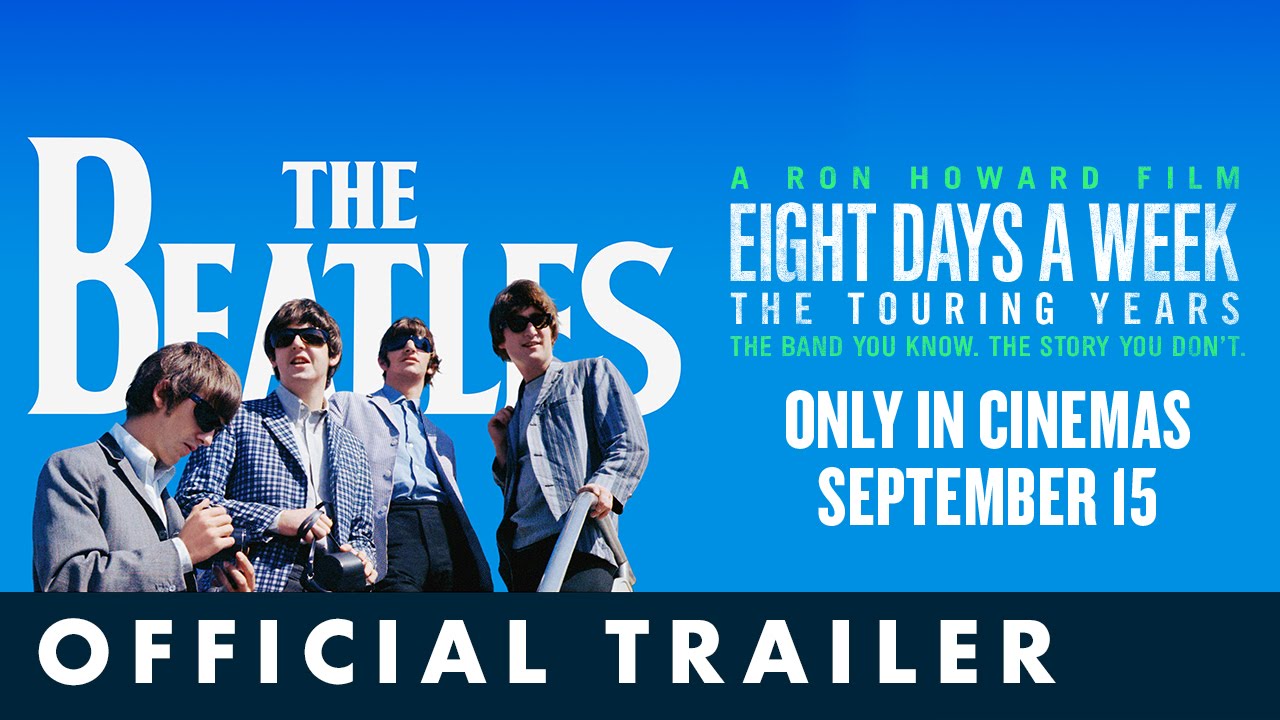 THE
BEATLES
A RON HOWARD FILM
EIGHT DAYS A WEEK
THE TOURING YEARS
THE BAND YOU KNOW. THE STORY YOU DON'T.
ONLY IN CINEMAS
SEPTEMBER 15
OFFICIAL TRAILER